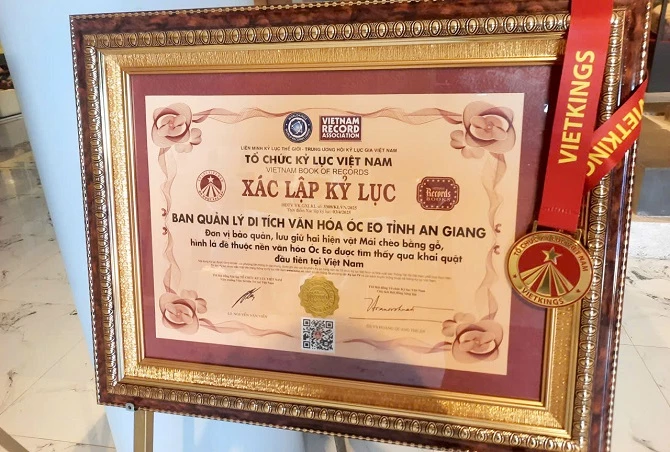 VIETNAM
RECORD
ASSOCIATION
LIÊN MINH KỶ LỤC THẾ GIỚI - TRUNG ƯƠNG HỘI KỶ LỤC GIA VIỆT NAM
TỔ CHỨC KỶ LỤC VIỆT NAM
VIETNAM BOOK OF RECORDS
XÁC LẬP KỶ LỤC
Records
BOOKS
BAN QUẢN LÝ DI TÍCH VĂN HÓA ÓC EO TỈNH AN GIANG
Đơn vị bảo quản, lưu giữ hai hiện vật Mái chèo bằng gỗ,
hình lá đề thuộc nền văn hóa Óc Eo được tìm thấy qua khai quật
đầu tiên tại Việt Nam
VIETKINGS
VIETKINGS
TỔ CHỨC KỶ LỤC VIỆT NAM
VIETKINGS